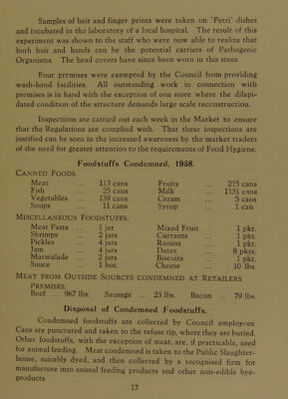 Samples of hair and finger prints were taken on "Petri" dishes
and incubated in the laboratory of a local hospital. The result of this
experiment was shown to the staff who were now able to realize that
both hair and hands can be the potential carriers of Pathogenic
Organisms. The head covers have since been worn in this store.
Four premises were exempted by the Council from providing
wash-hand facilities. All outstanding work in connection with
premises is in hand with the exception of one store where the dilapi-
dated condition of the structure demands large scale reconstruction.
Inspections are carried out each week in the Market to ensure
that the Regulations are complied with. That these inspections are
justified can be seen in the increased awareness by the market traders
of the need for greater attention to the requirements of Food Hygiene.
Foodstuffs Condemned, 1958.
CANNED FOODS.
Meat ... 113 cans Fruits ... 215 cans
Fish ... 25 cans Milk ... 1131 cans
Vegetables ... 139 cans Cream ... 5 cans
Soups ... 11 cans Syrup ... 1 can
MISCELLANEOUS FOODSTUFFS.
Meat Paste ... 1 jar Mixed Fruit ... 1 pkt.
Shrimps ... 2 jars Currants ... 1 pkt.
Pickles ... 4 jars Raisins ... 1 pkt.
Jam ... 4 jars Dates ... 8 pkts.
Marmalade ... 2 jars Biscuits ... 1 pkt.
Sauce ... 1 bot. Cheese ... 10 lbs.
MEAT FROM OUTSIDE SOURCES CONDEMNED AT RETAILERS
PREMISES.
Beef ... 967 lbs. Sausage ... 23 lbs. Bacon ... 79 lbs.
Disposal of Condemned Foodstuffs.
Condemned foodstuffs are collected by Council employees.
Cans are punctured and taken to the refuse tip, where they are buried.
Other foodstuffs, with the exception of meat, are, if practicable, used
for animal feeding. Meat condemned is taken to the Public Slaughter-
house, suitably dyed, and then collected by a recognised firm for
manufacture into animal feeding products and other non-edible bye-
products.
17